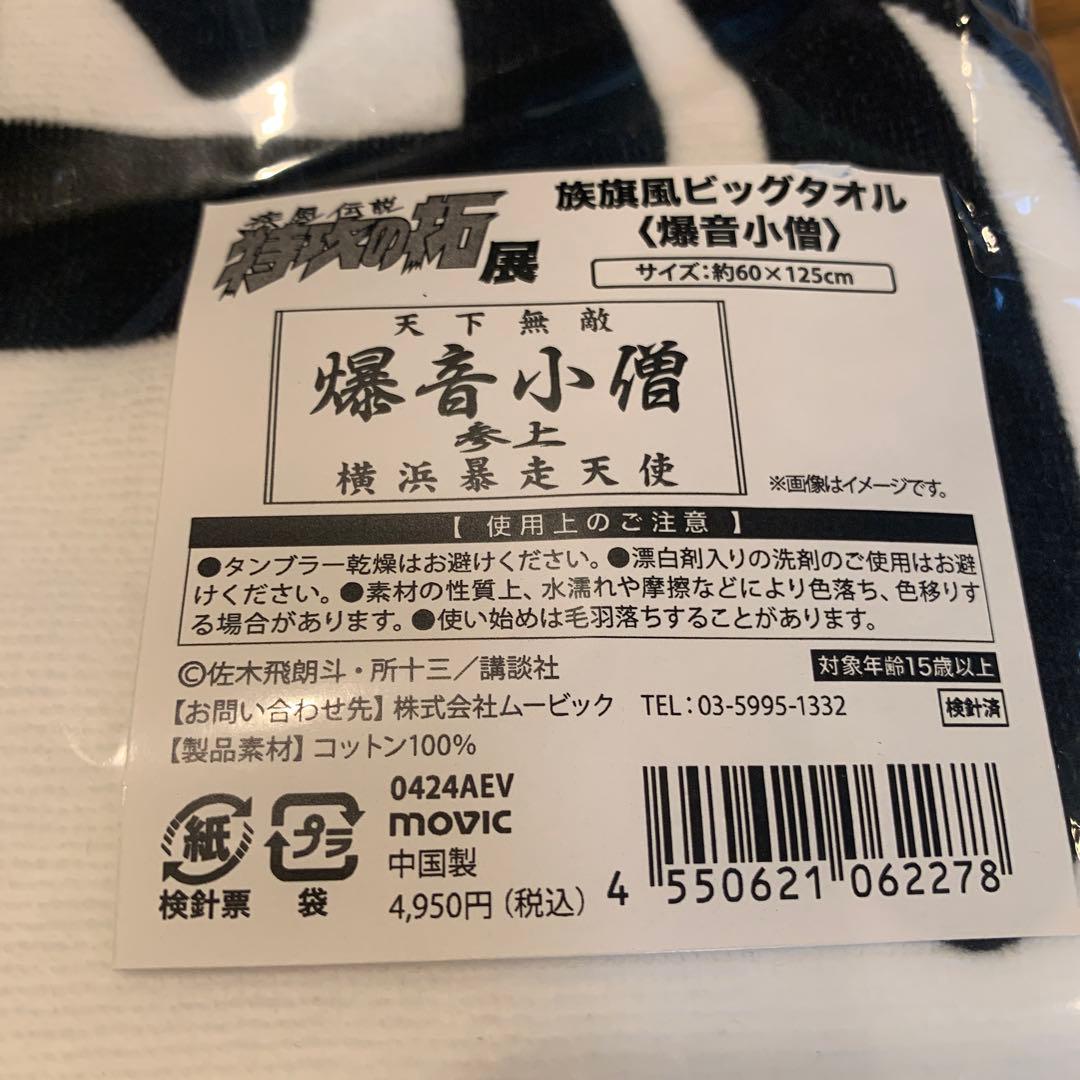 疾風伝説
特攻の拓
展
族旗風ビッグタオル
〈爆音小僧〉
サイズ:約60×125cm
天下無敵
爆音小僧
参上
横浜暴走天使
※画像はイメージです。
【 使用上のご注意 】
●タンブラー乾燥はお避けください。●漂白剤入りの洗剤のご使用はお避
けください。●素材の性質上、水濡れや摩擦などにより色落ち、色移りす
る場合があります。●使い始めは毛羽落ちすることがあります。
©佐木飛朗斗・所十三／講談社
対象年齢15歳以上
【お問い合わせ先】株式会社ムービック TEL:03-5995-1332
検針済
【製品素材】コットン100%
紙
検針票
プラ
袋
0424AEV
movic
中国製
4,950円(税込)
4 550621 062278